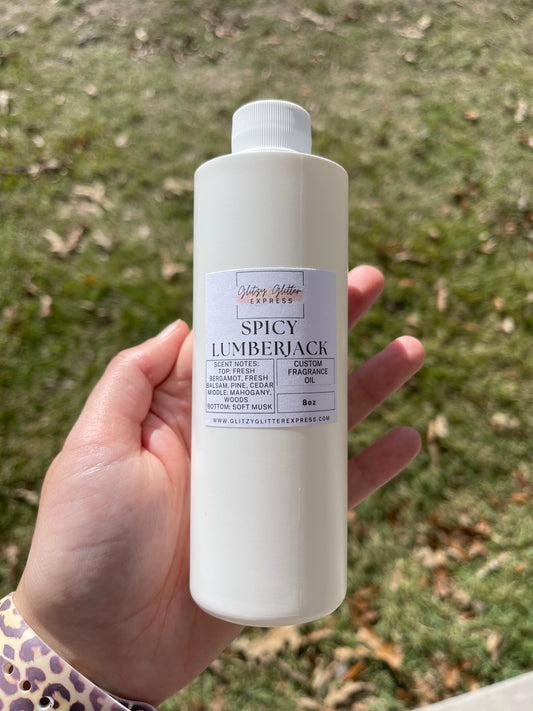 Glitzy Glitter
EXPRESS
SPICY
LUMBERJACK
SCENT NOTES:
TOP: FRESH
BERGAMOT, FRESH
BALSAM, PINE, CEDAR
MIDDLE: MAHOGANY,
WOODS
BOTTOM: SOFT MUSK
CUSTOM
FRAGRANCE
OIL
8oz
WWW.GLITZYGLITTEREXPRESS.COM